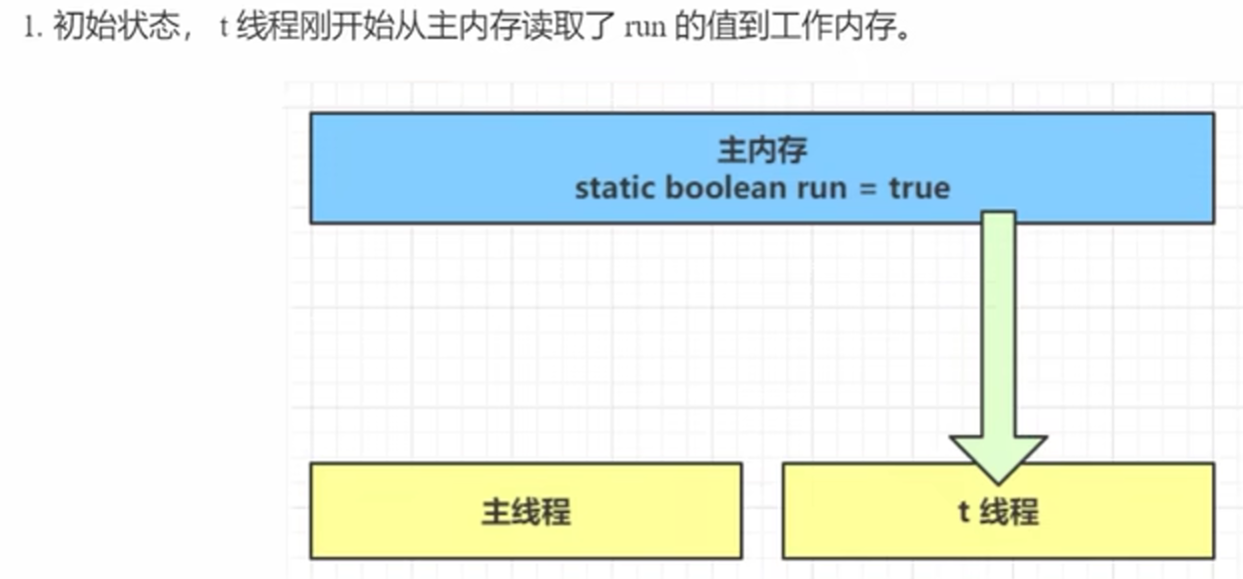 1. 初始状态， t 线程刚开始从主内存读取了 run 的值到工作内存。
主内存
static boolean run = true
主线程
t 线程